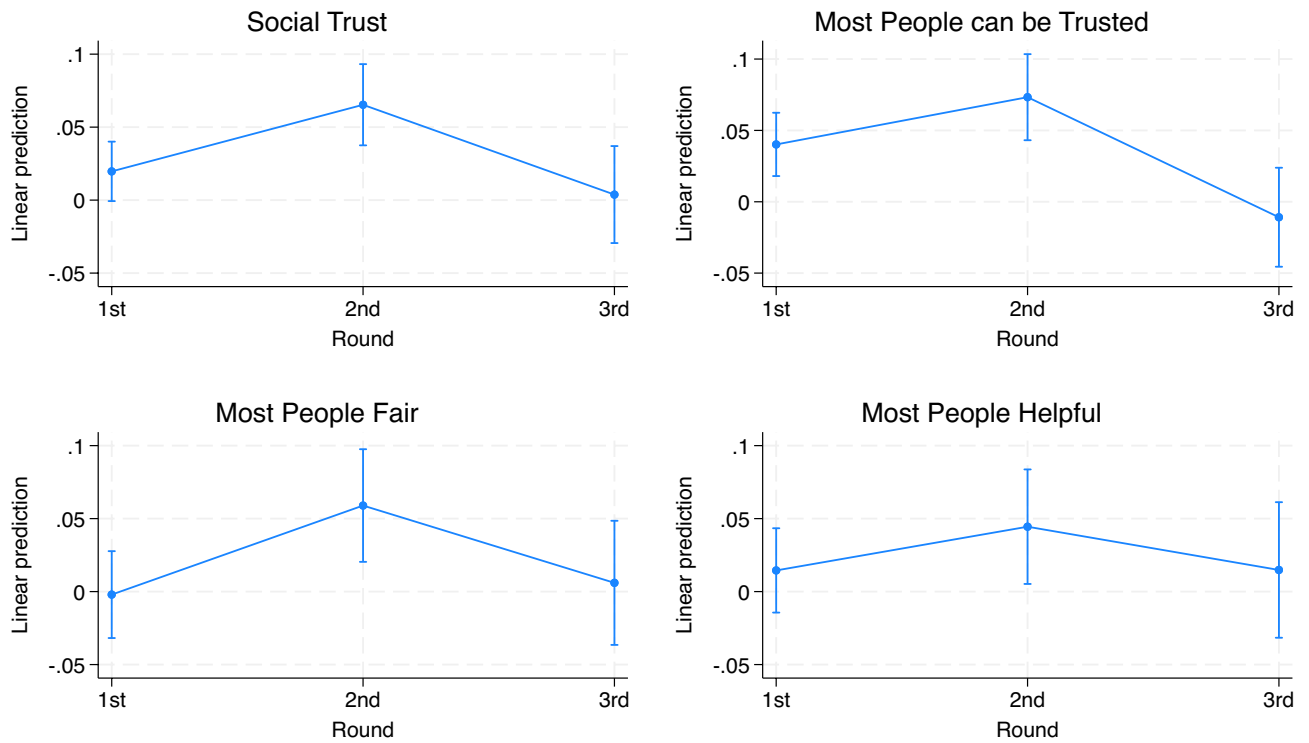 Social Trust
Linear prediction
.1
.05
0
-.05
1st 2nd 3rd
Round
Most People can be Trusted
Linear prediction
.1
.05
0
-.05
1st 2nd 3rd
Round
Most People Fair
Linear prediction
.1
.05
0
-.05
1st 2nd 3rd
Round
Most People Helpful
Linear prediction
.1
.05
0
-.05
1st 2nd 3rd
Round